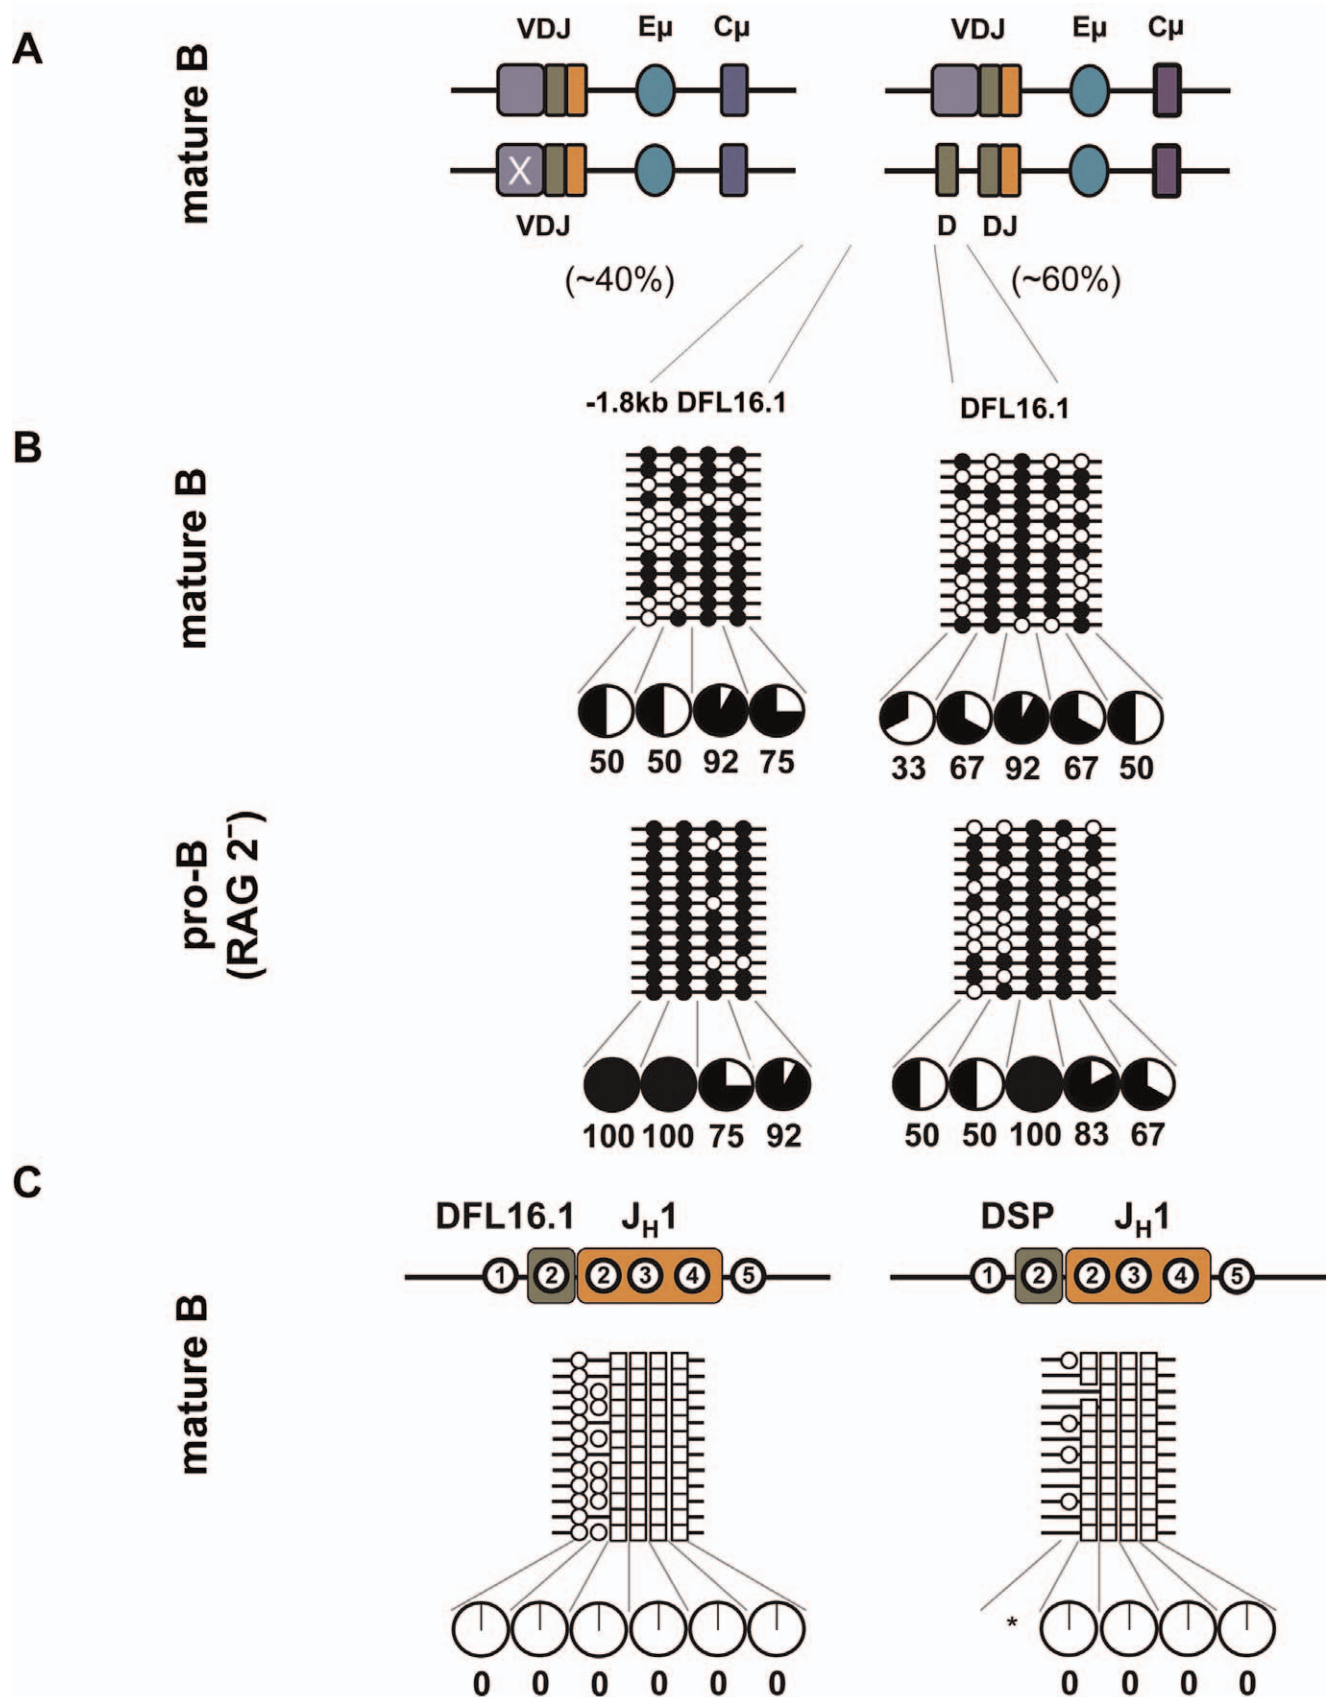 A
mature B
VDJ Eμ Cμ
VDJ Eμ Cμ
X
VDJ
D DJ
(~40%)
(~60%)
-1.8kb DFL16.1
DFL16.1
B
mature B
50 50 92 75
33 67 92 67 50
pro-B
(RAG 2⁻)
100 100 75 92
50 50 100 83 67
C
mature B
DFL16.1 JH1
DSP JH1
1 2 2 3 4 5
1 2 2 3 4 5
*
0 0 0 0 0 0
0 0 0 0